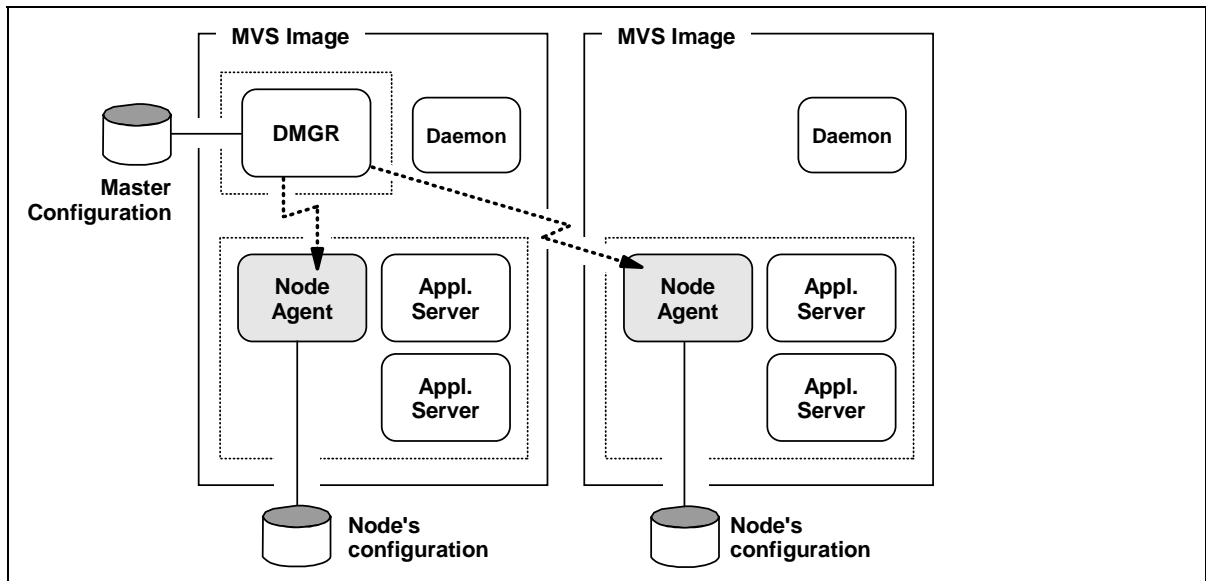 MVS Image
MVS Image
DMGR
Daemon
Daemon
Master
Configuration
Node
Agent
Appl.
Server
Node
Agent
Appl.
Server
Appl.
Server
Appl.
Server
Node's
configuration
Node's
configuration